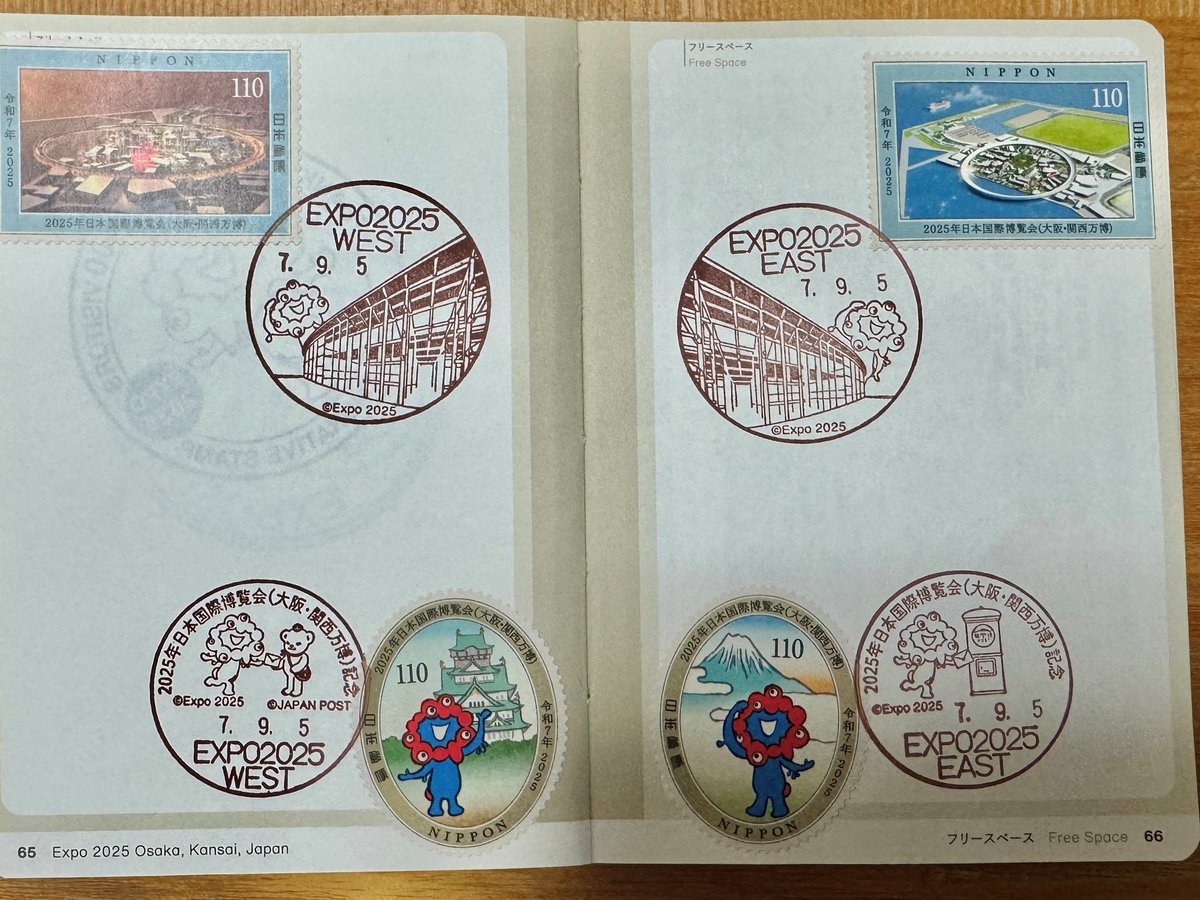 NIPPON
110
令和7年 2025
日本郵便
2025年日本国際博覧会(大阪・関西万博)
EXPO2025
WEST
7. 9. 5
©Expo 2025
2025年日本国際博覧会(大阪・関西万博)記念
©Expo 2025
©JAPAN POST
7. 9. 5
EXPO2025
WEST
2025年日本国際博覧会(大阪・関西万博)
110
日本郵便
令和7年 2025
NIPPON
65 Expo 2025 Osaka, Kansai, Japan
フリースペース
Free Space
NIPPON
110
令和7年 2025
日本郵便
2025年日本国際博覧会(大阪・関西万博)
EXPO2025
EAST
7. 9. 5
©Expo 2025
2025年日本国際博覧会(大阪・関西万博)
110
日本郵便
令和7年 2025
NIPPON
2025年日本国際博覧会(大阪・関西万博)記念
©Expo 2025
7. 9. 5
EXPO2025
EAST
フリースペース Free Space 66